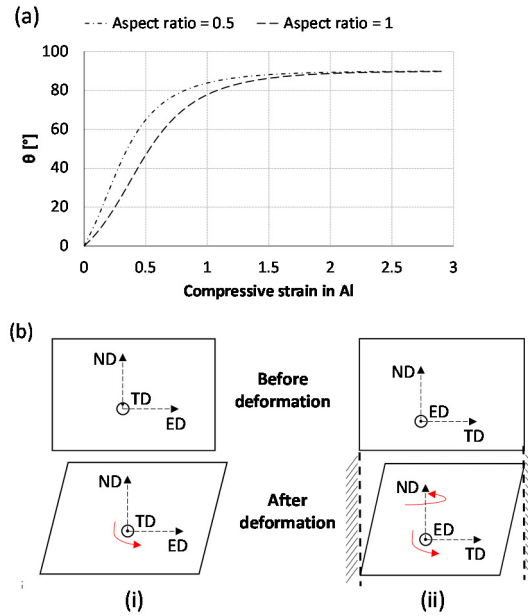 (a)
Aspect ratio = 0.5 Aspect ratio = 1
100
80
60
40
20
0
θ [°]
0 0.5 1 1.5 2 2.5 3
Compressive strain in Al
(b)
ND
TD
ED
Before
deformation
ND
ED
TD
ND
TD
ED
After
deformation
ND
ED
TD
(i)
(ii)